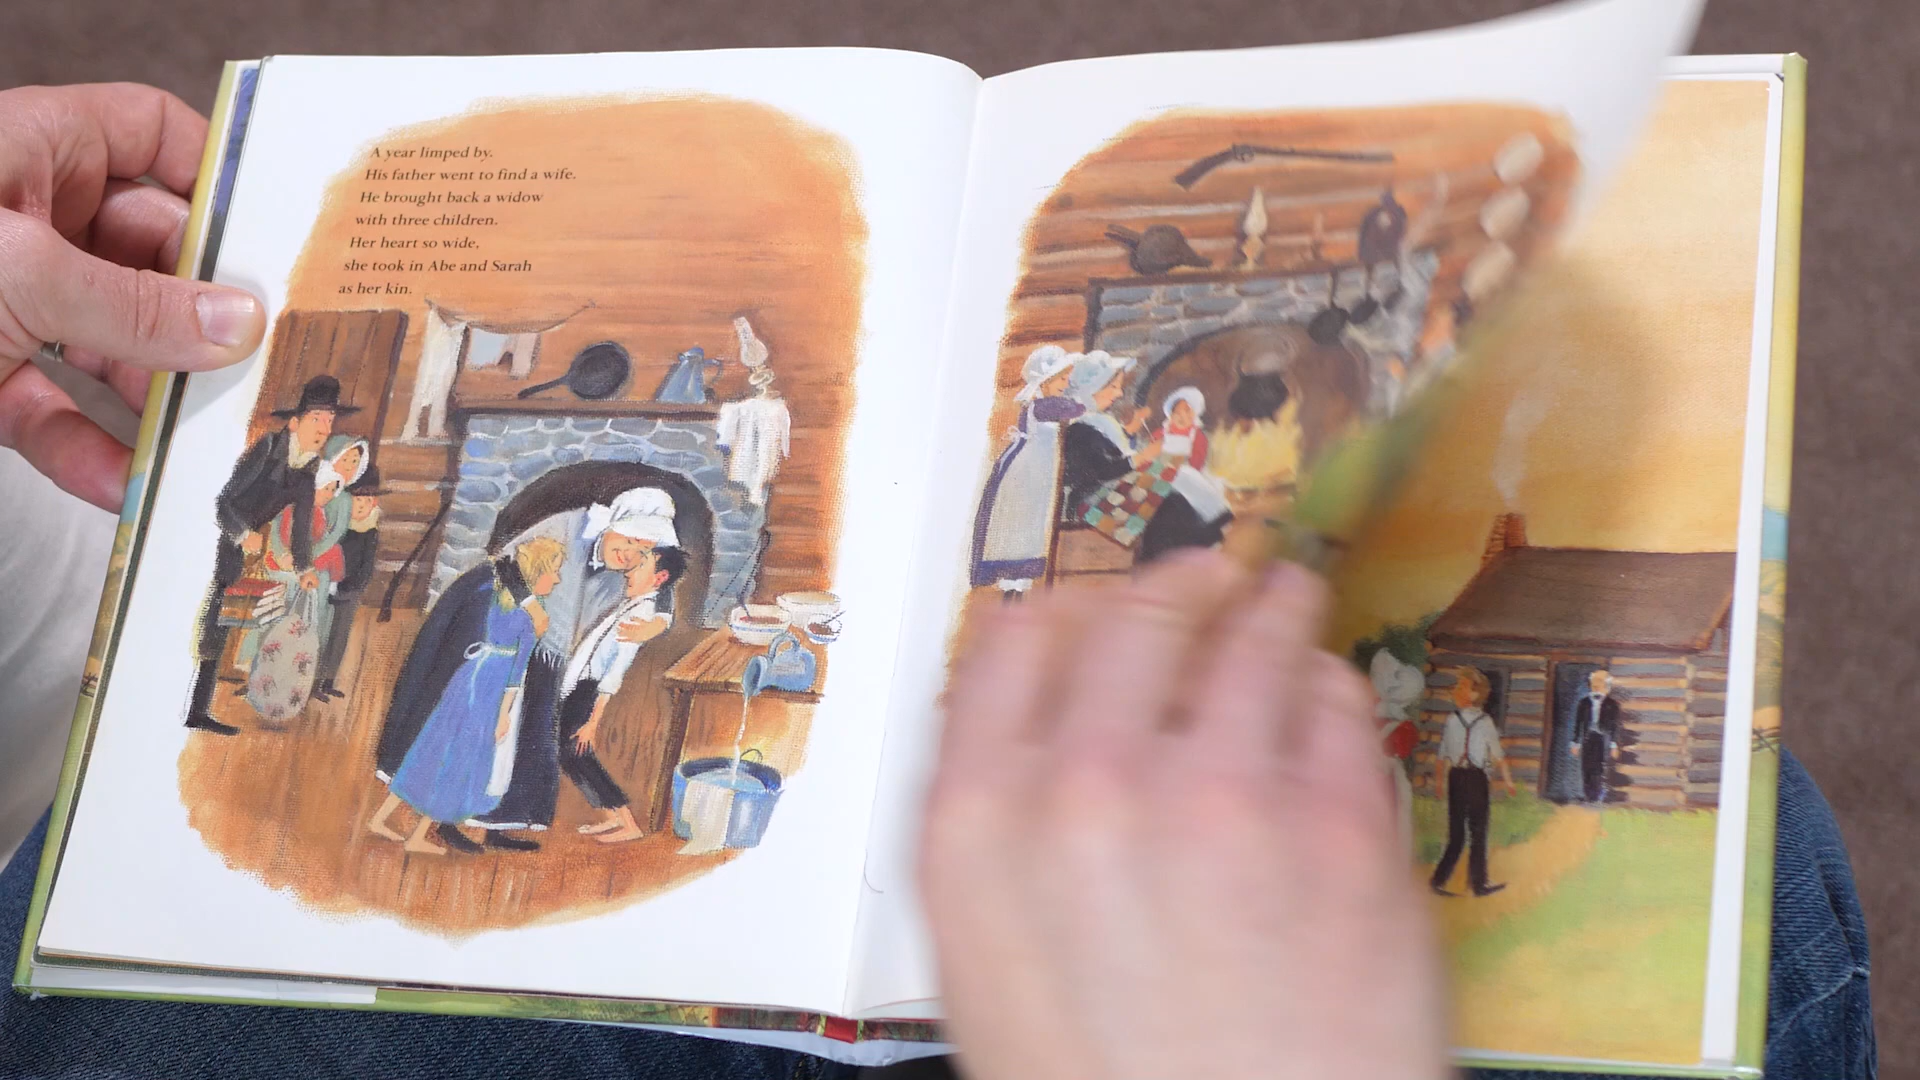 A year limped by.
His father went to find a wife.
He brought back a widow
with three children.
Her heart so wide,
she took in Abe and Sarah
as her kin.